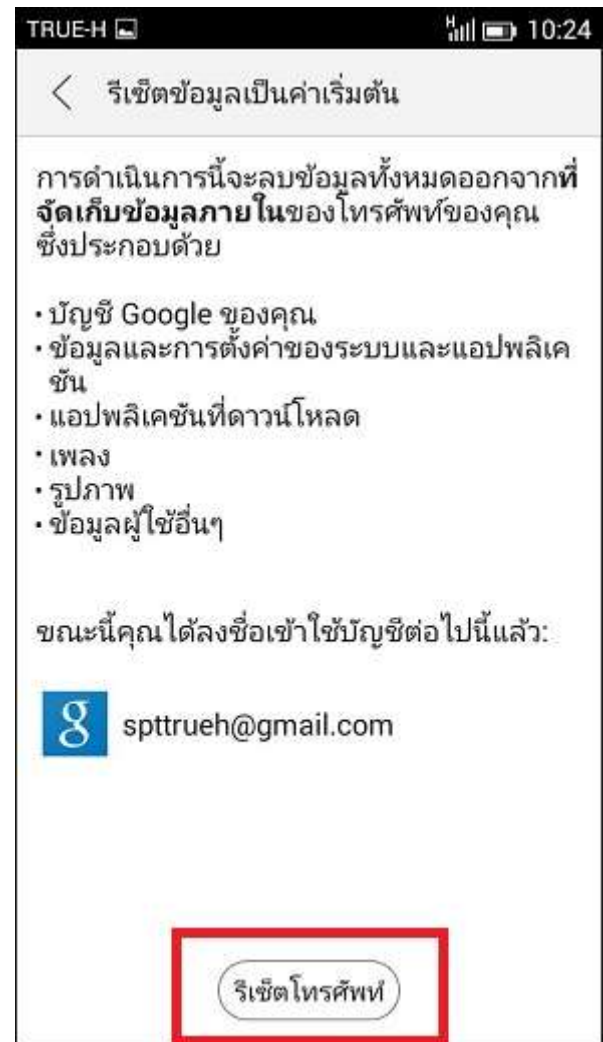 TRUE-H H 10:24
รีเซ็ตข้อมูลเป็นค่าเริ่มต้น
การดำเนินการนี้จะลบข้อมูลทั้งหมดออกจากที่
จัดเก็บข้อมูลภายในของโทรศัพท์ของคุณ
ซึ่งประกอบด้วย
• บัญชี Google ของคุณ
• ข้อมูลและการตั้งค่าของระบบและแอปพลิเค
ชัน
• แอปพลิเคชันที่ดาวน์โหลด
• เพลง
• รูปภาพ
• ข้อมูลผู้ใช้อื่นๆ
ขณะนี้คุณได้ลงชื่อเข้าใช้บัญชีต่อไปนี้แล้ว:
g spttrueh@gmail.com
รีเซ็ตโทรศัพท์